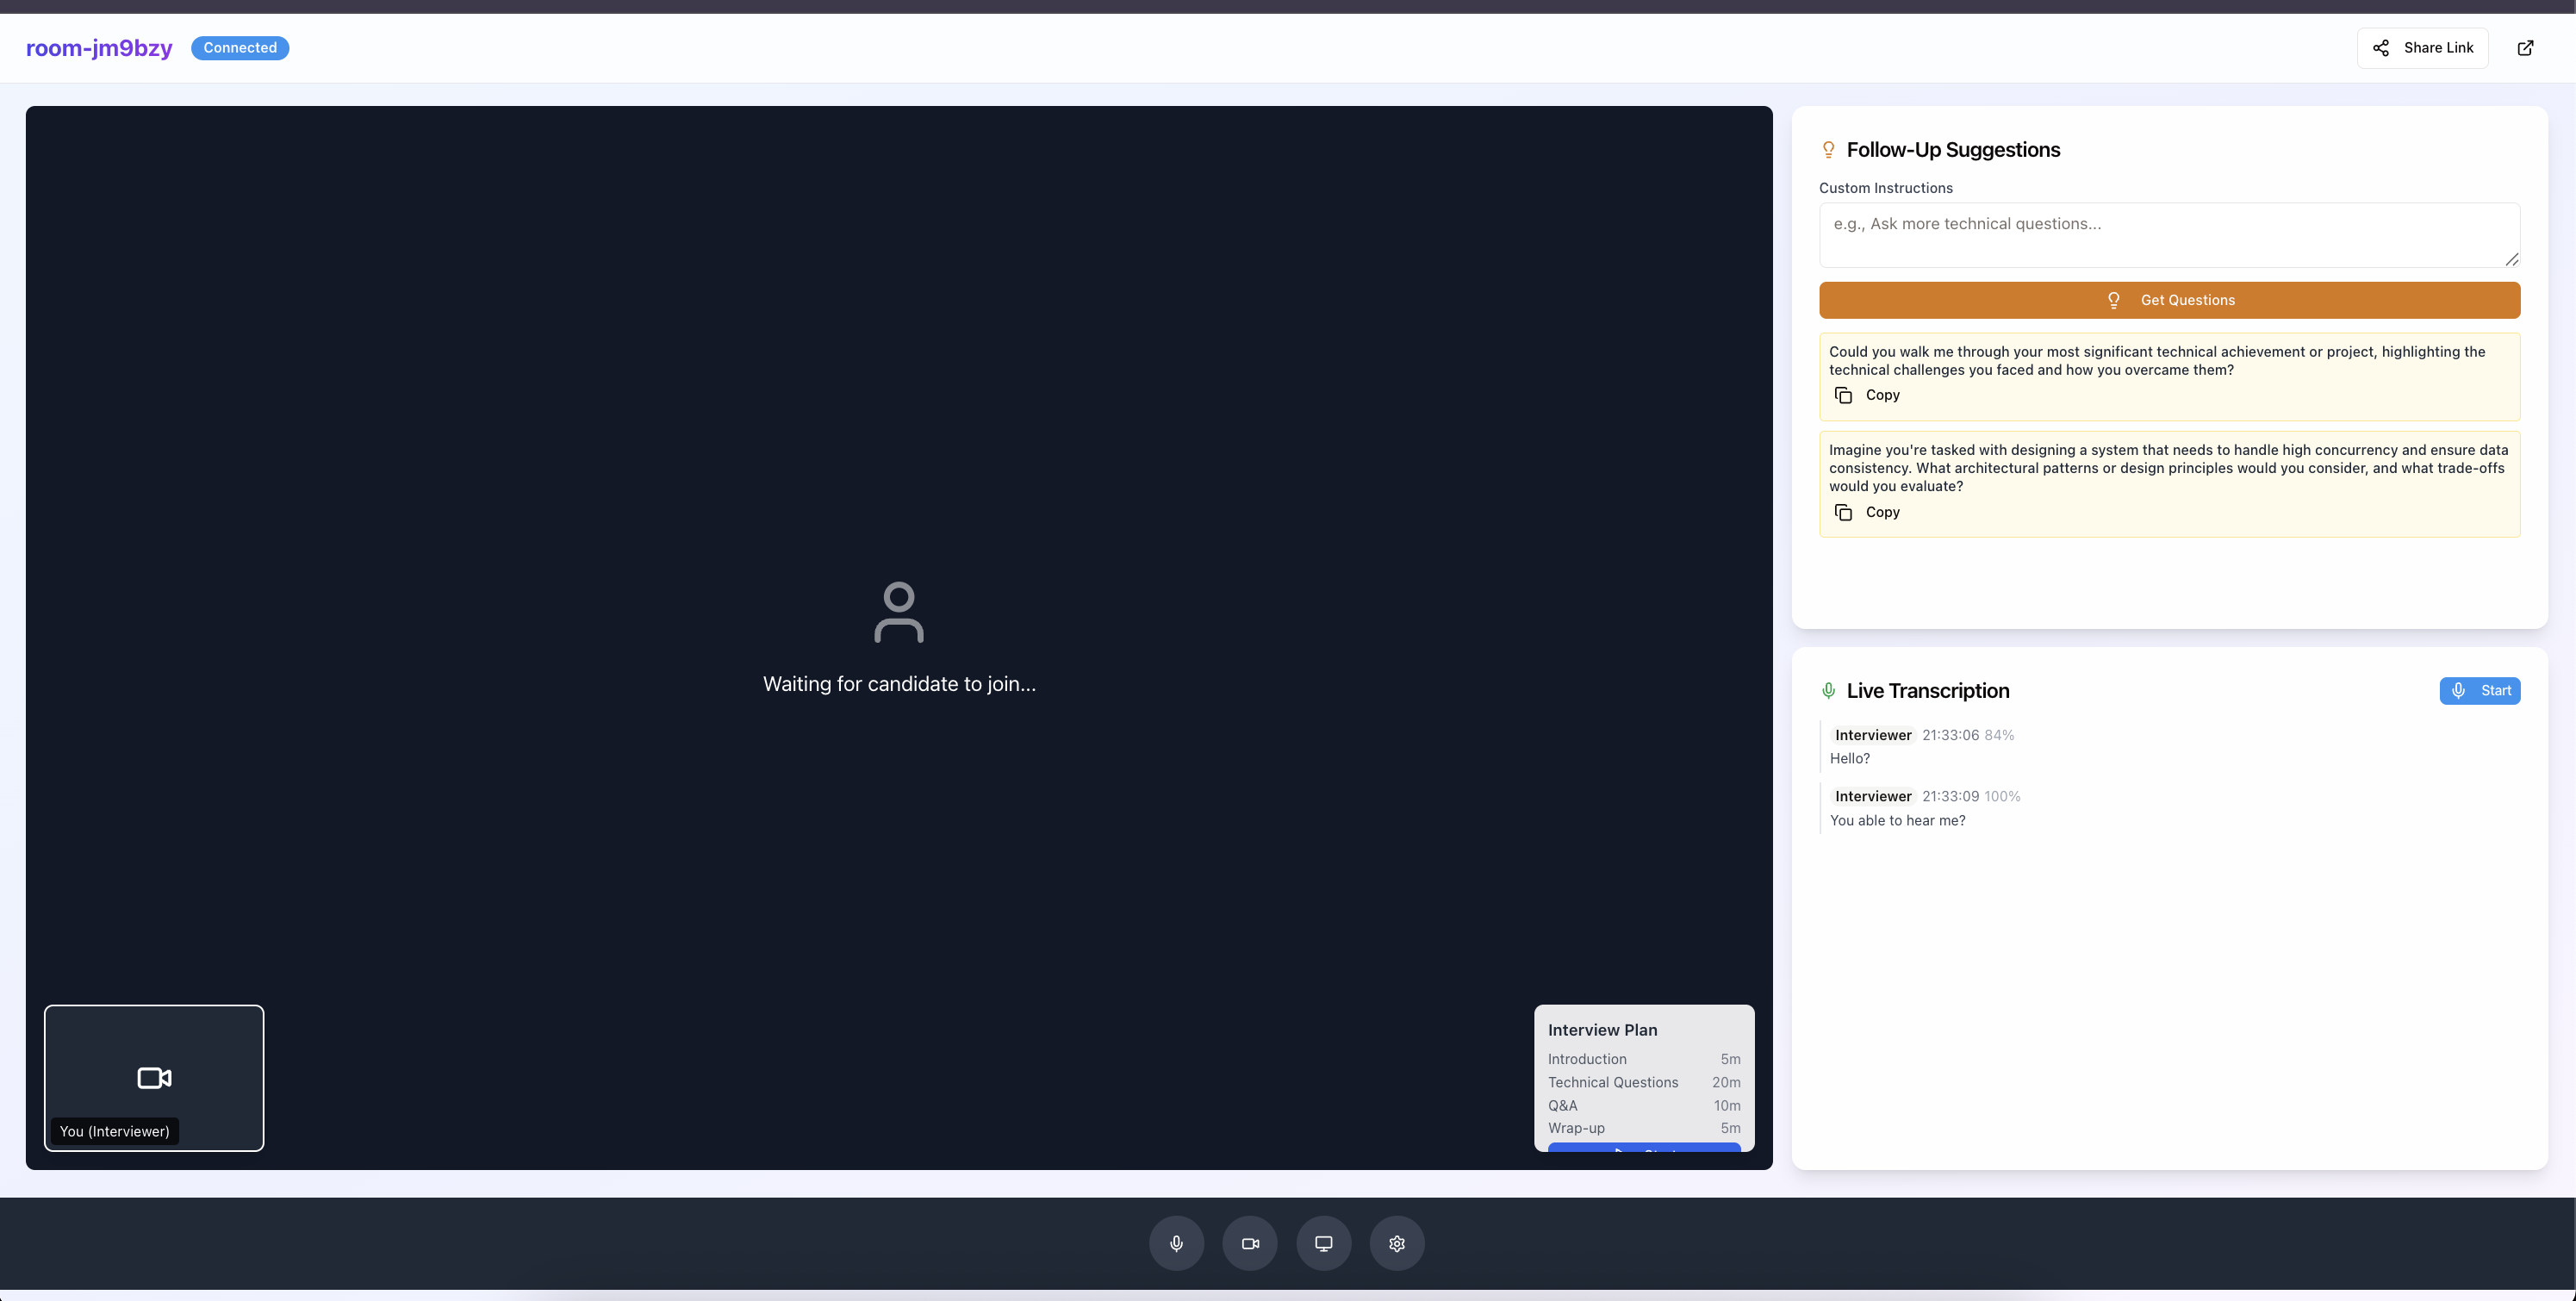 room-jm9bzy
Connected
Share Link
Waiting for candidate to join...
You (Interviewer)
Interview Plan
Introduction 5m
Technical Questions 20m
Q&A 10m
Wrap-up 5m
Follow-Up Suggestions
Custom Instructions
e.g., Ask more technical questions...
Get Questions
Could you walk me through your most significant technical achievement or project, highlighting the
technical challenges you faced and how you overcame them?
Copy
Imagine you're tasked with designing a system that needs to handle high concurrency and ensure data
consistency. What architectural patterns or design principles would you consider, and what trade-offs
would you evaluate?
Copy
Live Transcription
Start
Interviewer 21:33:06 84%
Hello?
Interviewer 21:33:09 100%
You able to hear me?